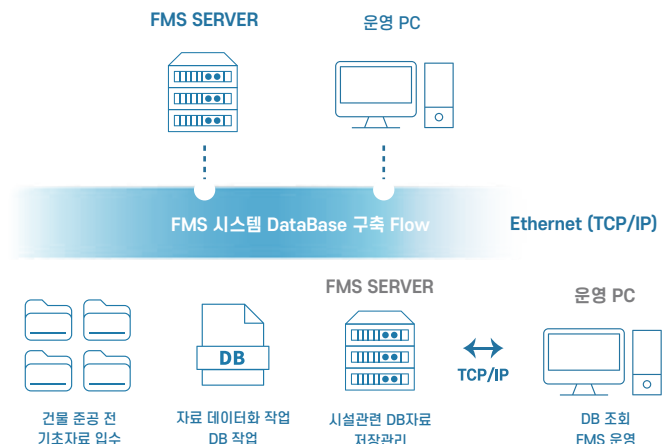 FMS SERVER
운영 PC
FMS 시스템 DataBase 구축 Flow
Ethernet (TCP/IP)
FMS SERVER
운영 PC
DB
TCP/IP
건물 준공 전
기초자료 입수
자료 데이터화 작업
DB 작업
시설관련 DB자료
저장관리
DB 조회
FMS 운영